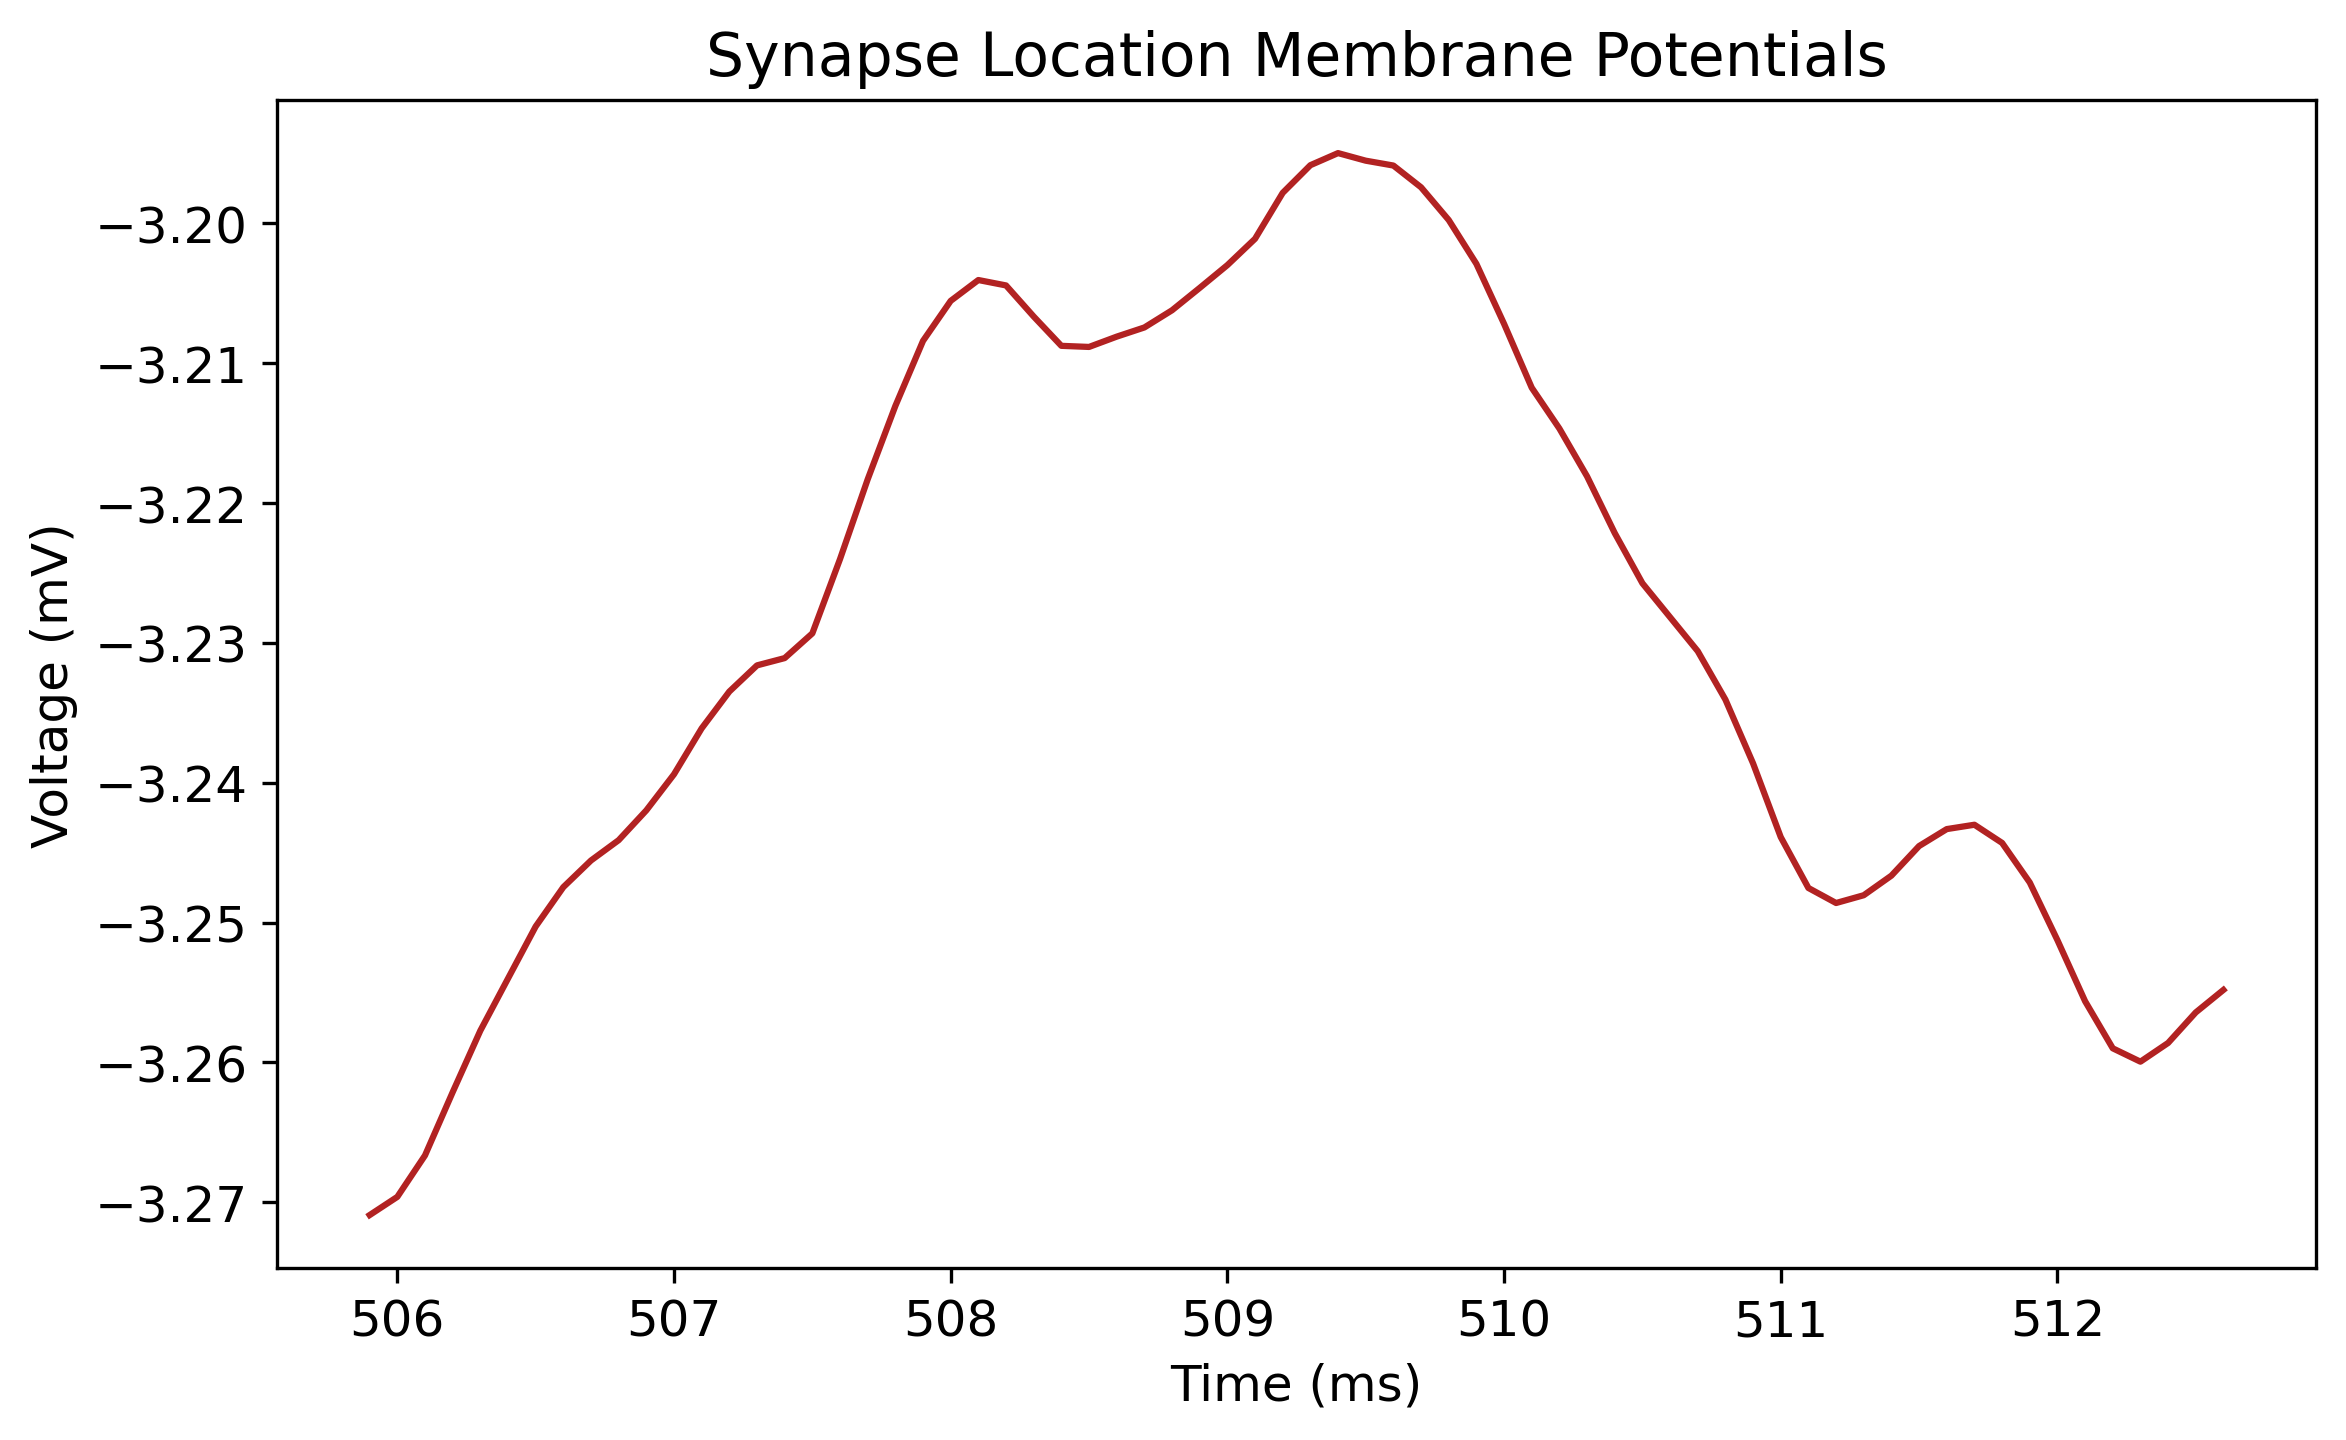 Synapse Location Membrane Potentials
Voltage (mV)
−3.20
−3.21
−3.22
−3.23
−3.24
−3.25
−3.26
−3.27
506 507 508 509 510 511 512
Time (ms)